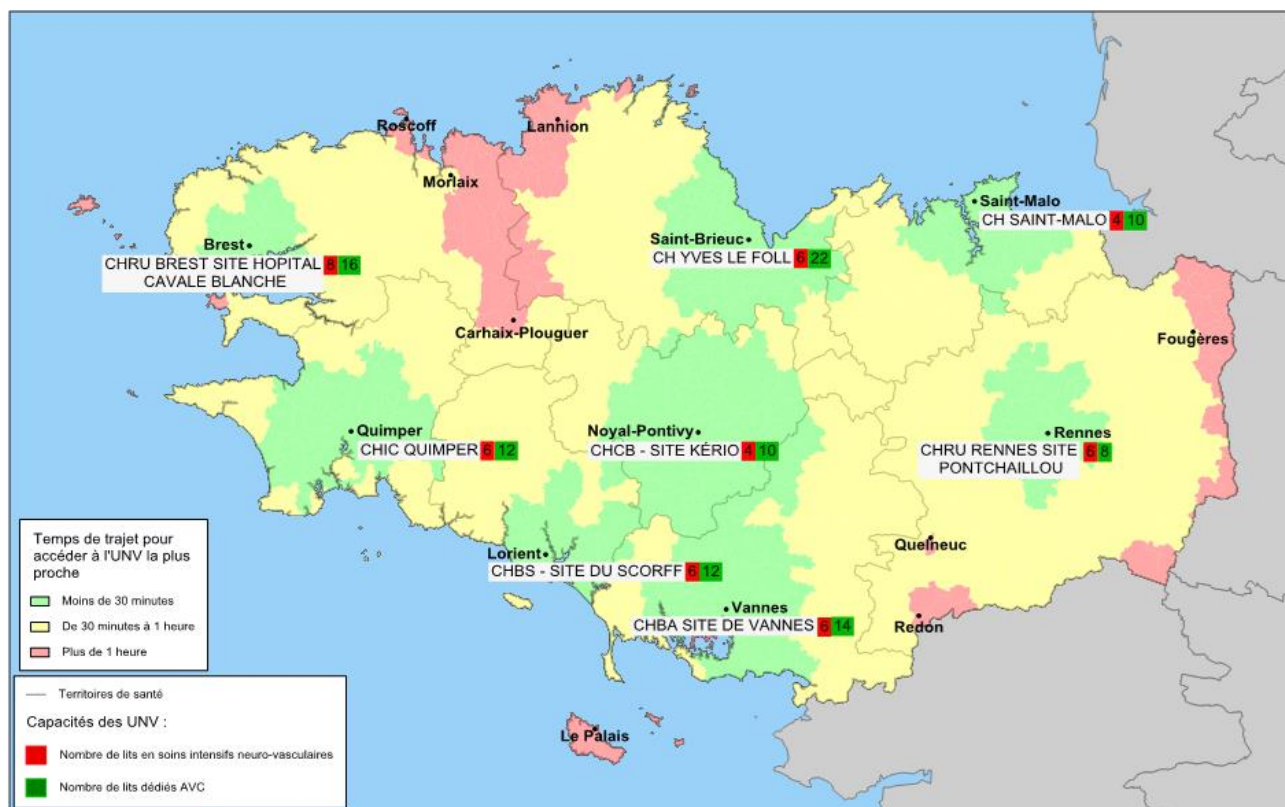 Roscoff
Lannion
Morlaix
Saint-Malo
CH SAINT-MALO 4 10
Brest
CHRU BREST SITE HOPITAL 8 16
CAVALE BLANCHE
Saint-Brieuc
CH YVES LE FOLL 6 22
Carhaix-Plouguer
Fougères
Quimper
CHIC QUIMPER 6 12
Noyal-Pontivy
CHCB - SITE KÉRIO 4 10
Rennes
CHRU RENNES SITE 6 8
PONTCHAILLOU
Quelneuc
Lorient
CHBS - SITE DU SCORFF 6 12
Vannes
CHBA SITE DE VANNES 6 14
Redon
Le Palais
Temps de trajet pour
accéder à l'UNV la plus
proche
Moins de 30 minutes
De 30 minutes à 1 heure
Plus de 1 heure
Territoires de santé
Capacités des UNV :
Nombre de lits en soins intensifs neuro-vasculaires
Nombre de lits dédiés AVC